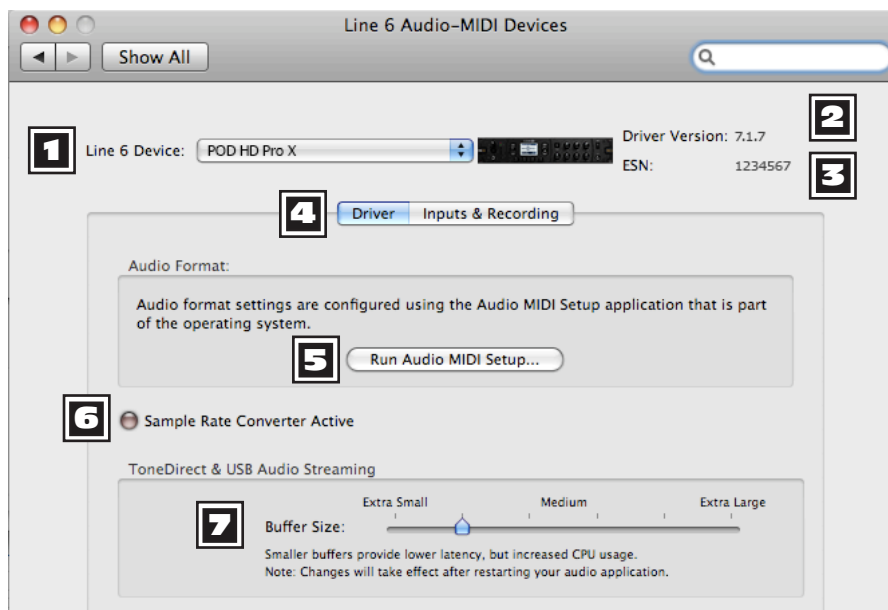 Line 6 Audio-MIDI Devices
Show All
1
Line 6 Device:
POD HD Pro X
Driver Version: 7.1.7
2
ESN: 1234567
3
4
Driver
Inputs & Recording
Audio Format:
Audio format settings are configured using the Audio MIDI Setup application that is part
of the operating system.
5
Run Audio MIDI Setup...
6
Sample Rate Converter Active
ToneDirect & USB Audio Streaming
Extra Small
Medium
Extra Large
7
Buffer Size:
Smaller buffers provide lower latency, but increased CPU usage.
Note: Changes will take effect after restarting your audio application.